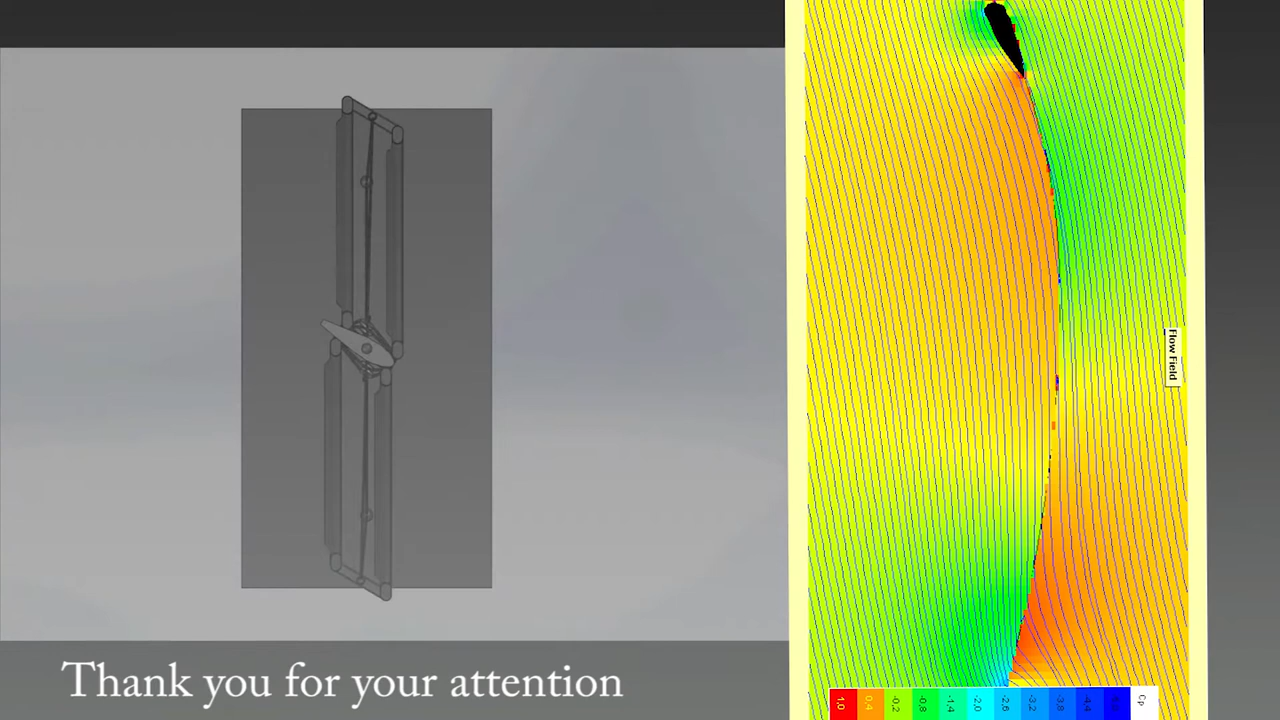 Thank you for your attention
Flow Field
1,0 0,4 -0,2 -0,8 -1,4 -2,0 -2,6 -3,2 -3,8 -4,4
Cp